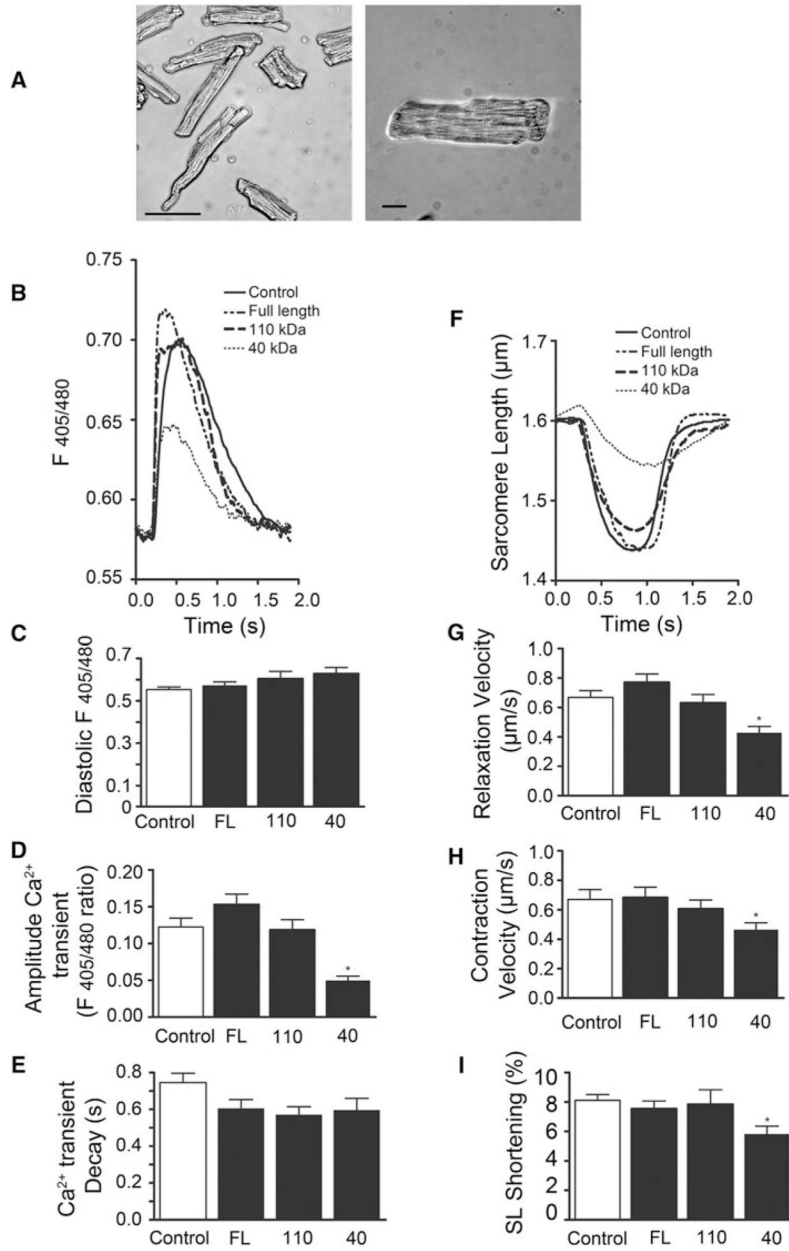 A
B
0.75
0.70
0.65
0.60
0.55
F 405/480
Control
Full length
110 kDa
40 kDa
0.0 0.5 1.0 1.5 2.0
Time (s)
F
1.7
1.6
1.5
1.4
Sarcomere Length (µm)
Control
Full length
110 kDa
40 kDa
0.0 0.5 1.0 1.5 2.0
Time (s)
C
Diastolic F 405/480
0.7
0.5
0.3
0.1
0
Control FL 110 40
G
Relaxation Velocity
(µm/s)
1.0
0.8
0.6
0.4
0.2
0.0
Control FL 110 40
*
D
Amplitude Ca²⁺
transient
(F 405/480 ratio)
0.20
0.15
0.10
0.05
0.00
Control FL 110 40
*
H
Contraction
Velocity (µm/s)
1.0
0.8
0.6
0.4
0.2
0.0
Control FL 110 40
*
E
Ca²⁺ transient
Decay (s)
0.8
0.6
0.4
0.2
0.0
Control FL 110 40
I
SL Shortening (%)
10
8
6
4
2
0
Control FL 110 40
*